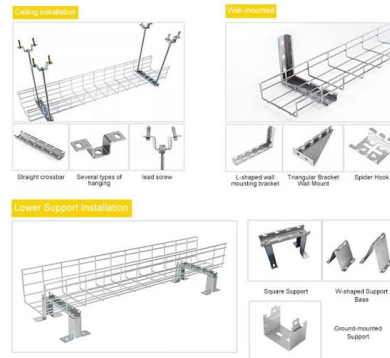 Ceiling installation
Wall-mounted
Straight crossbar
Several types of
hanging
lead screw
L-shaped wall
mounting bracket
Triangular Bracket
Wall Mount
Spider Hook
Lower Support Installation
Square Support
W-shaped Support
Base
Ground-mounted
Support